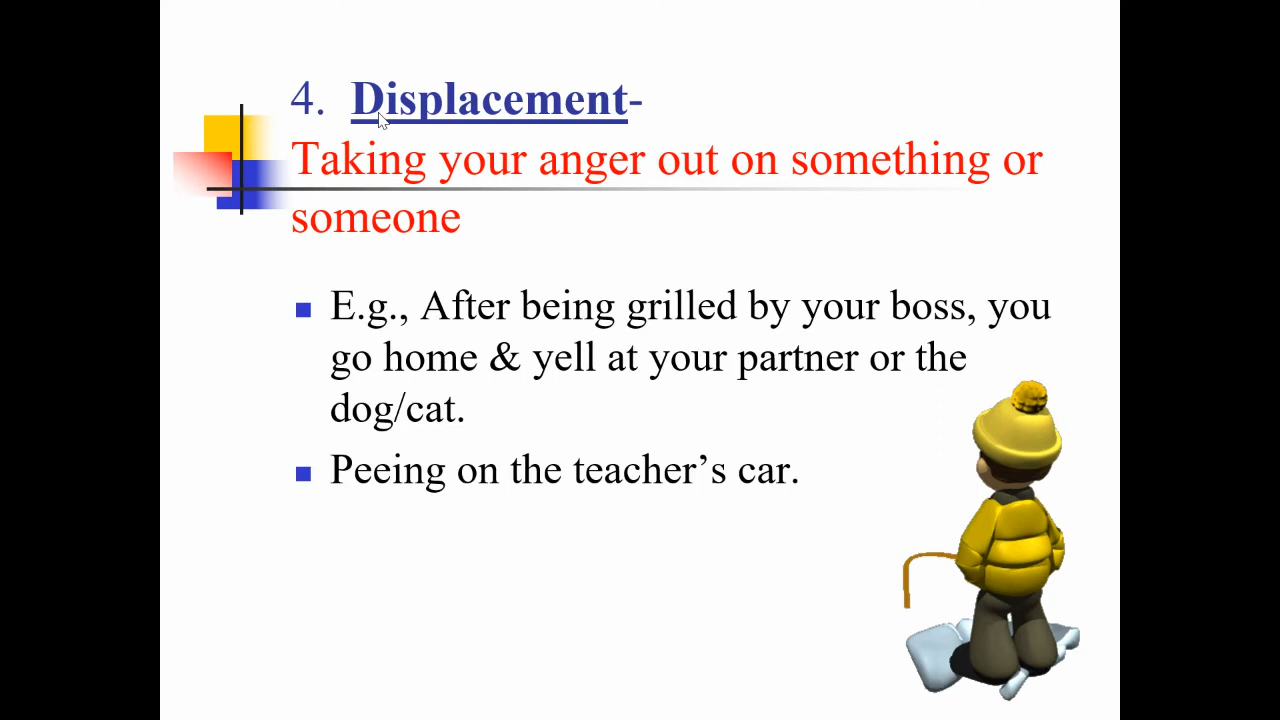 4. Displacement-
Taking your anger out on something or
someone
E.g., After being grilled by your boss, you
go home & yell at your partner or the
dog/cat.
Peeing on the teacher’s car.